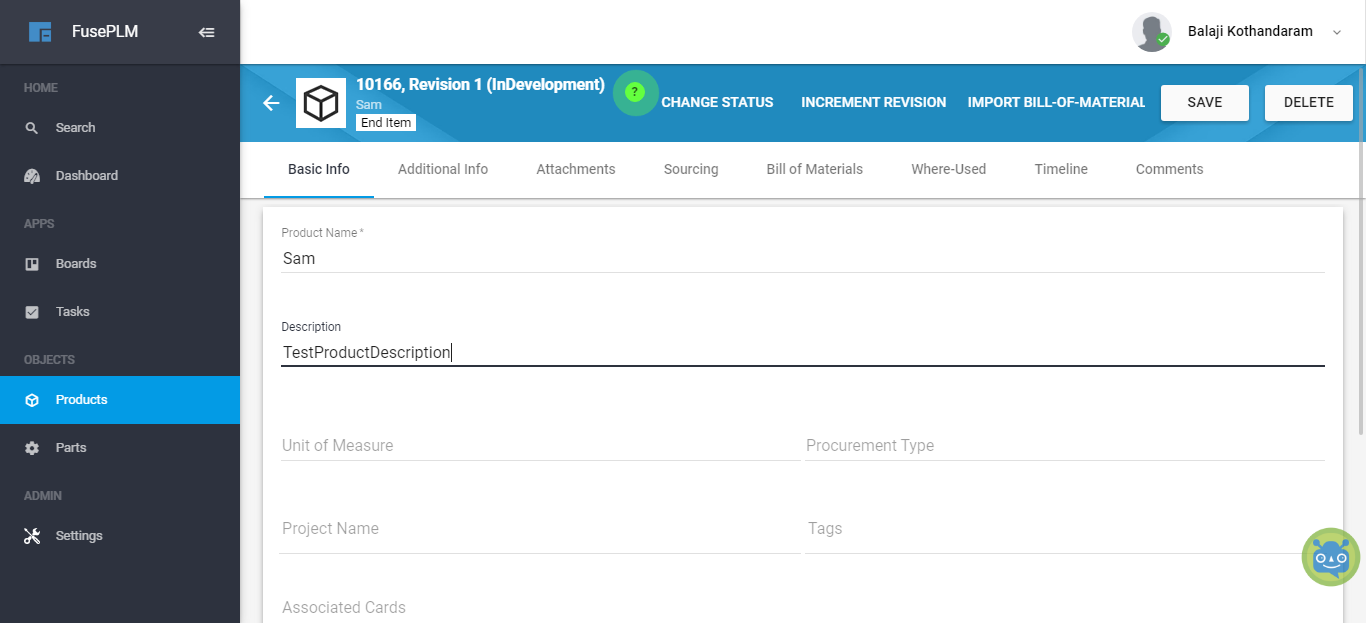 FusePLM
Balaji Kothandaram
HOME
Search
Dashboard
APPS
Boards
Tasks
OBJECTS
Products
Parts
ADMIN
Settings
10166, Revision 1 (InDevelopment)
Sam
End Item
?
CHANGE STATUS
INCREMENT REVISION
IMPORT BILL-OF-MATERIAL
SAVE
DELETE
Basic Info
Additional Info
Attachments
Sourcing
Bill of Materials
Where-Used
Timeline
Comments
Product Name *
Sam
Description
TestProductDescription
Unit of Measure
Procurement Type
Project Name
Tags
Associated Cards